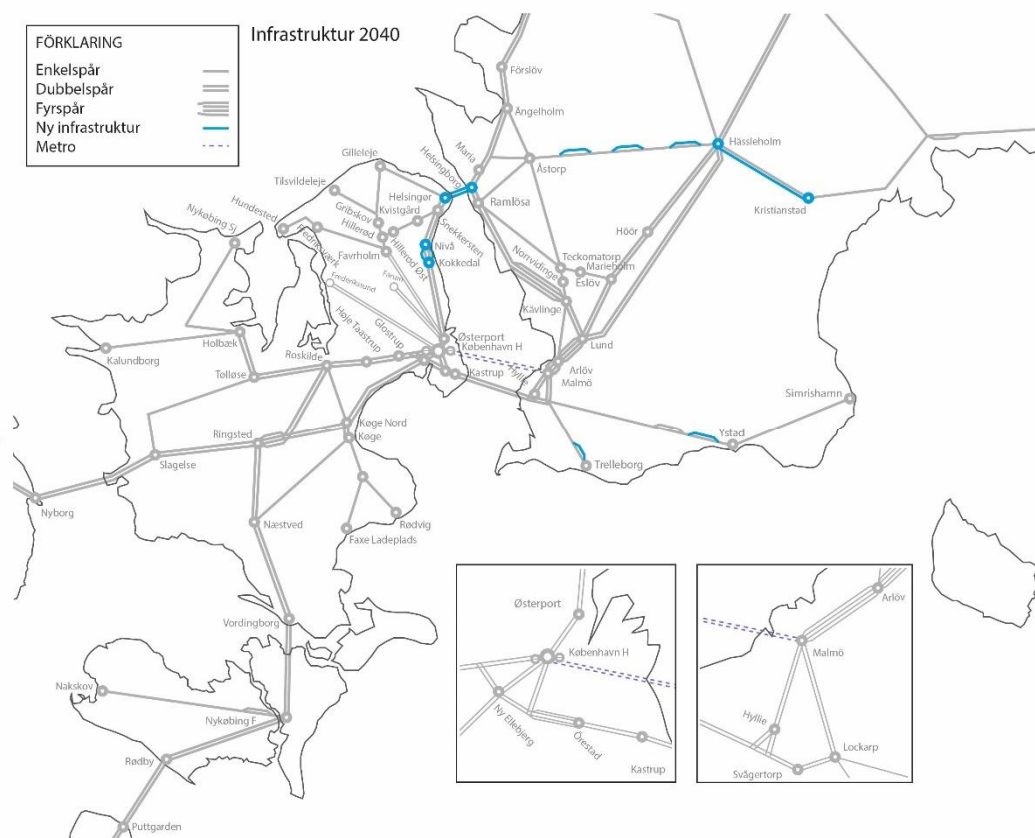 FÖRKLARING
Enkelspår
Dubbelspår
Fyrspår
Ny infrastruktur
Metro
Infrastruktur 2040
Förslöv
Ängelholm
Gilleleje
Maria
Helsingborg
Åstorp
Hässleholm
Tilsvildeleje
Helsingør
Ramlösa
Kristianstad
Hundested
Gribskov
Kvistgård
Snekkersten
Nykøbing Sj
Hillerød
Hillerød Øst
Fredriksværk
Favrholm
Nivå
Kokkedal
Höör
Norrvidinge
Teckomatorp
Marieholm
Eslöv
Frederikssund
Farum
Kävlinge
Høje Taastrup
Glostrup
Østerport
København H
Lund
Holbæk
Kalundborg
Roskilde
Tølløse
Kastrup
Hyllie
Arlöv
Malmö
Simrishamn
Køge Nord
Køge
Ringsted
Ystad
Slagelse
Trelleborg
Nyborg
Næstved
Rødvig
Faxe Ladeplads
Vordingborg
Nakskov
Nykøbing F
Rødby
Puttgarden
Østerport
København H
Ny Ellebjerg
Örestad
Kastrup
Arlöv
Malmö
Hyllie
Lockarp
Svågertorp